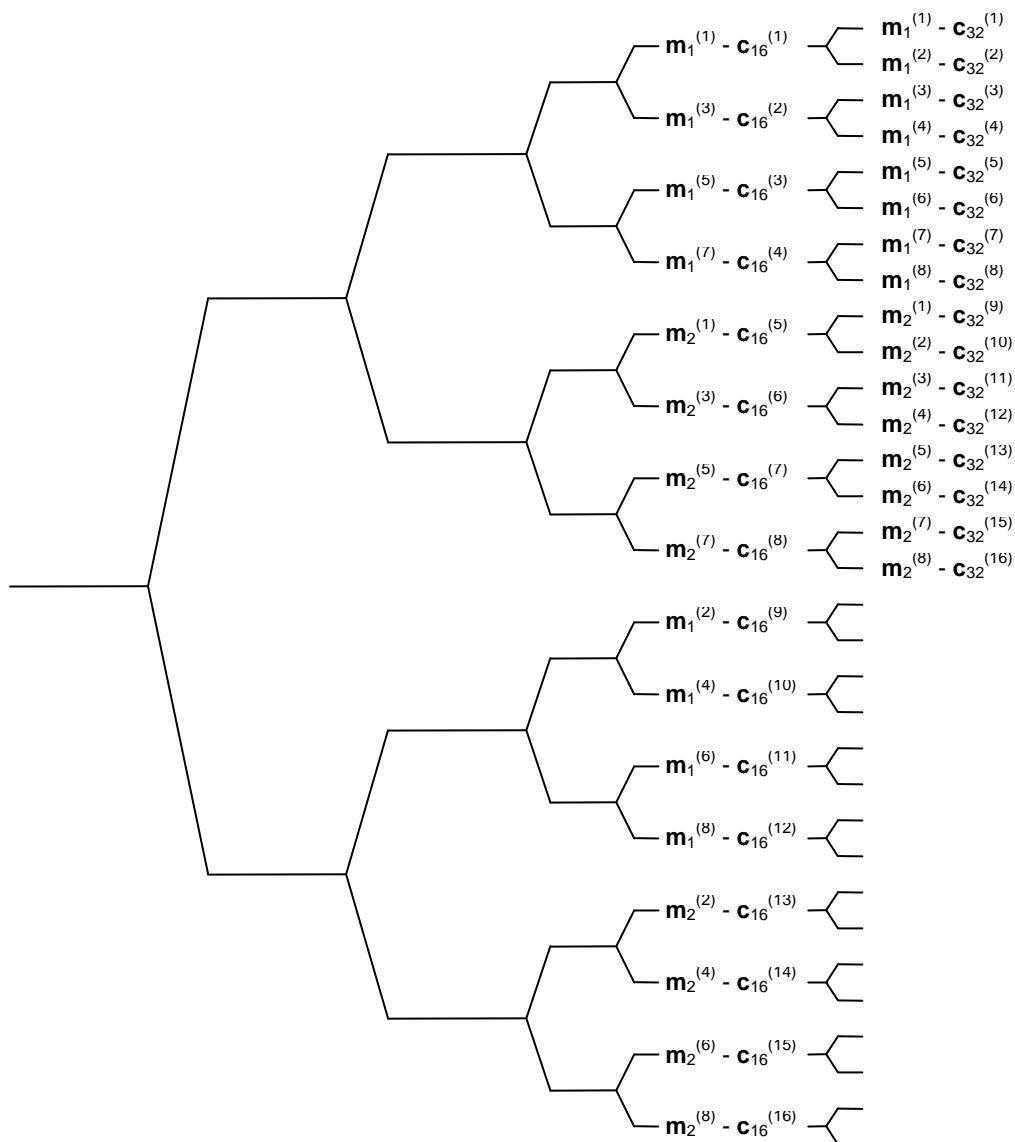 m₁⁽¹⁾ - c₁₆⁽¹⁾
m₁⁽³⁾ - c₁₆⁽²⁾
m₁⁽⁵⁾ - c₁₆⁽³⁾
m₁⁽⁷⁾ - c₁₆⁽⁴⁾
m₂⁽¹⁾ - c₁₆⁽⁵⁾
m₂⁽³⁾ - c₁₆⁽⁶⁾
m₂⁽⁵⁾ - c₁₆⁽⁷⁾
m₂⁽⁷⁾ - c₁₆⁽⁸⁾
m₁⁽²⁾ - c₁₆⁽⁹⁾
m₁⁽⁴⁾ - c₁₆⁽¹⁰⁾
m₁⁽⁶⁾ - c₁₆⁽¹¹⁾
m₁⁽⁸⁾ - c₁₆⁽¹²⁾
m₂⁽²⁾ - c₁₆⁽¹³⁾
m₂⁽⁴⁾ - c₁₆⁽¹⁴⁾
m₂⁽⁶⁾ - c₁₆⁽¹⁵⁾
m₂⁽⁸⁾ - c₁₆⁽¹⁶⁾
m₁⁽¹⁾ - c₃₂⁽¹⁾
m₁⁽²⁾ - c₃₂⁽²⁾
m₁⁽³⁾ - c₃₂⁽³⁾
m₁⁽⁴⁾ - c₃₂⁽⁴⁾
m₁⁽⁵⁾ - c₃₂⁽⁵⁾
m₁⁽⁶⁾ - c₃₂⁽⁶⁾
m₁⁽⁷⁾ - c₃₂⁽⁷⁾
m₁⁽⁸⁾ - c₃₂⁽⁸⁾
m₂⁽¹⁾ - c₃₂⁽⁹⁾
m₂⁽²⁾ - c₃₂⁽¹⁰⁾
m₂⁽³⁾ - c₃₂⁽¹¹⁾
m₂⁽⁴⁾ - c₃₂⁽¹²⁾
m₂⁽⁵⁾ - c₃₂⁽¹³⁾
m₂⁽⁶⁾ - c₃₂⁽¹⁴⁾
m₂⁽⁷⁾ - c₃₂⁽¹⁵⁾
m₂⁽⁸⁾ - c₃₂⁽¹⁶⁾